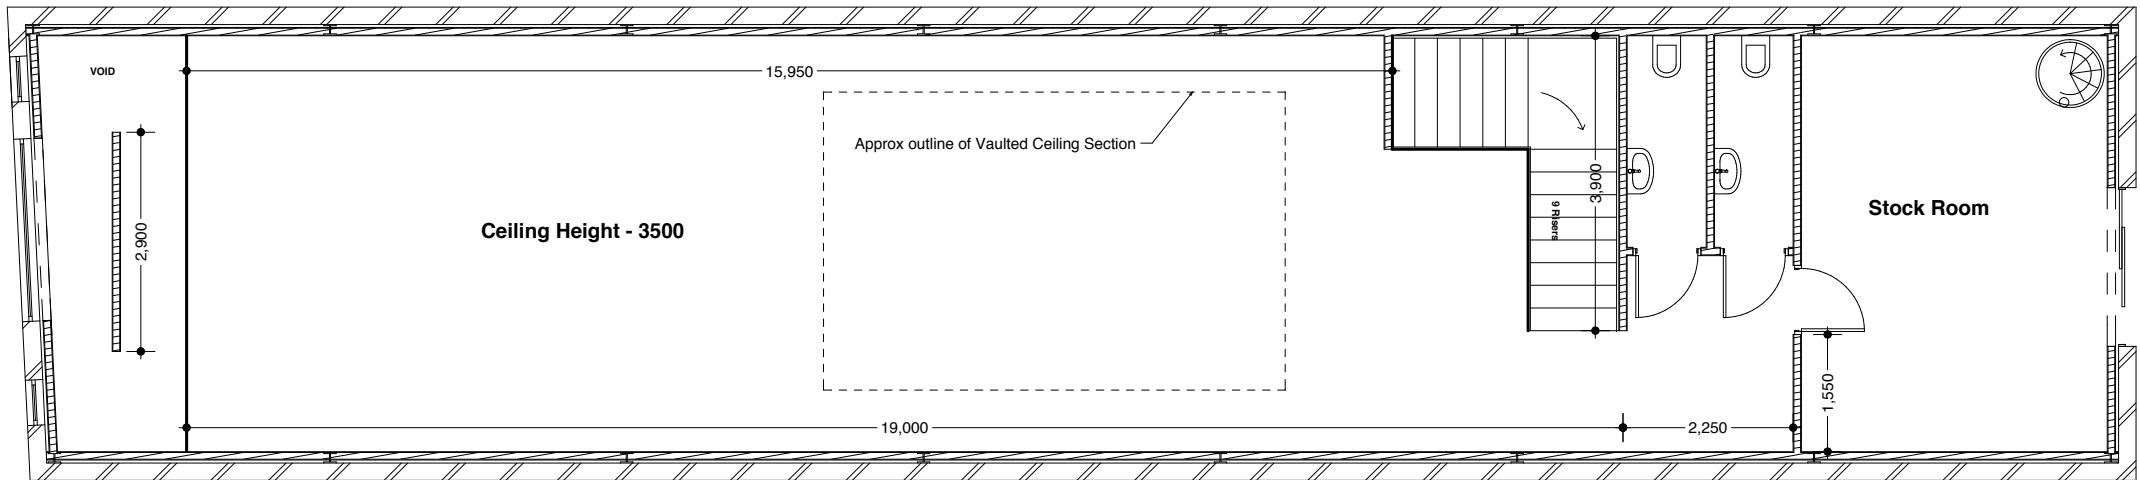 VOID
15,950
Approx outline of Vaulted Ceiling Section
3,900
9 Risers
Stock Room
2,900
Ceiling Height - 3500
1,550
19,000
2,250